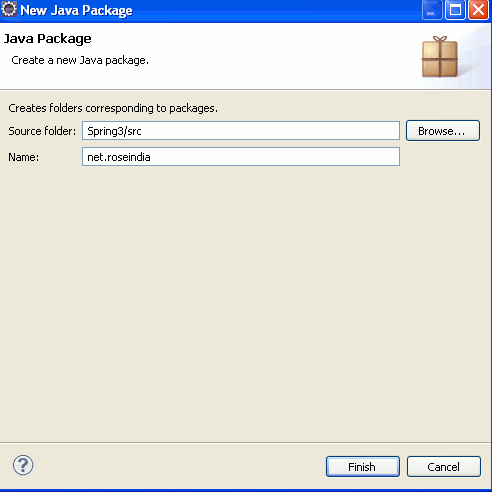 New Java Package
Java Package
Create a new Java package.
Creates folders corresponding to packages.
Source folder: Spring3/src Browse...
Name: net.roseindia
? Finish Cancel